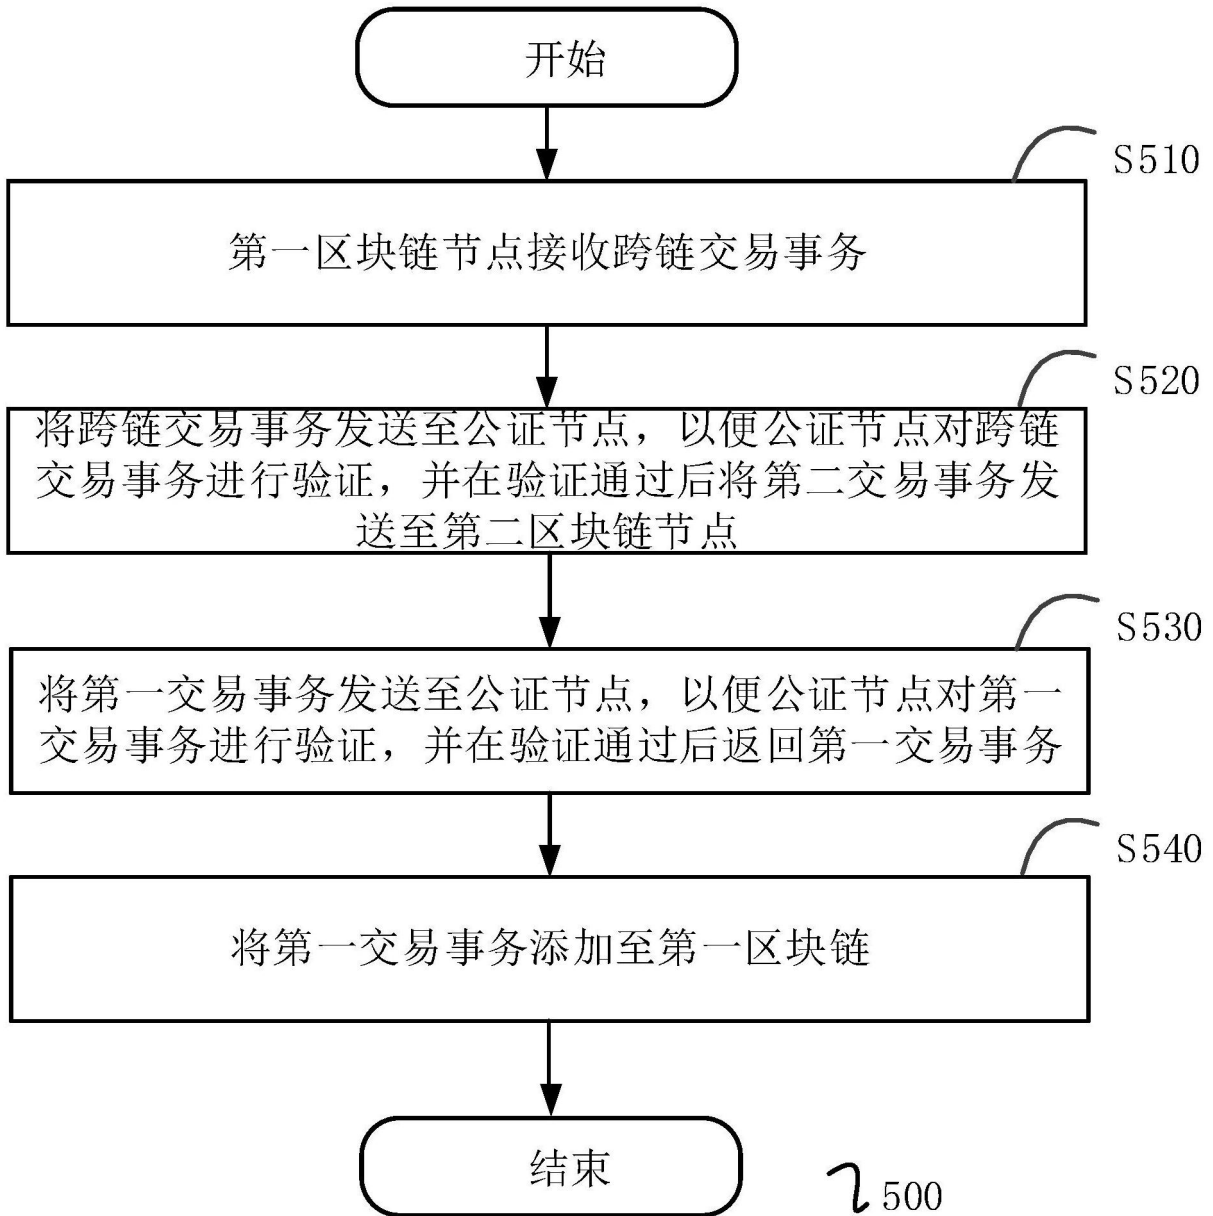 开始
S510
第一区块链节点接收跨链交易事务
S520
将跨链交易事务发送至公证节点，以便公证节点对跨链
交易事务进行验证，并在验证通过后将第二交易事务发
送至第二区块链节点
S530
将第一交易事务发送至公证节点，以便公证节点对第一
交易事务进行验证，并在验证通过后返回第一交易事务
S540
将第一交易事务添加至第一区块链
结束
500